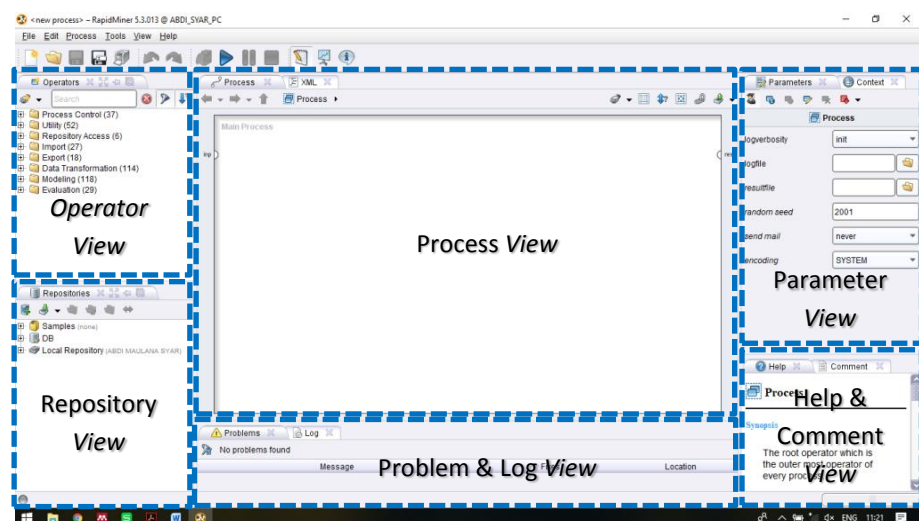 <new process> – RapidMiner 5.3.013 @ ABDI_SYAR_PC
File Edit Process Tools View Help
Operators
Search
Process Control (37)
Utility (52)
Repository Access (6)
Import (27)
Export (18)
Data Transformation (114)
Modeling (118)
Evaluation (29)
Operator
View
Repositories
Samples (none)
DB
Local Repository (ABDI MAULANA SYAR)
Repository
View
Process XML
Process
Main Process
inp
res
Process View
Problems Log
No problems found
Message Location
Problem & Log View
Parameters Context
Process
logverbosity init
logfile
resultfile
random seed 2001
send mail never
encoding SYSTEM
Parameter
View
Help Comment
Process
Help &
Synopsis
Comment
The root operator which is
the outer most operator of
every process
View
ENG 11:21